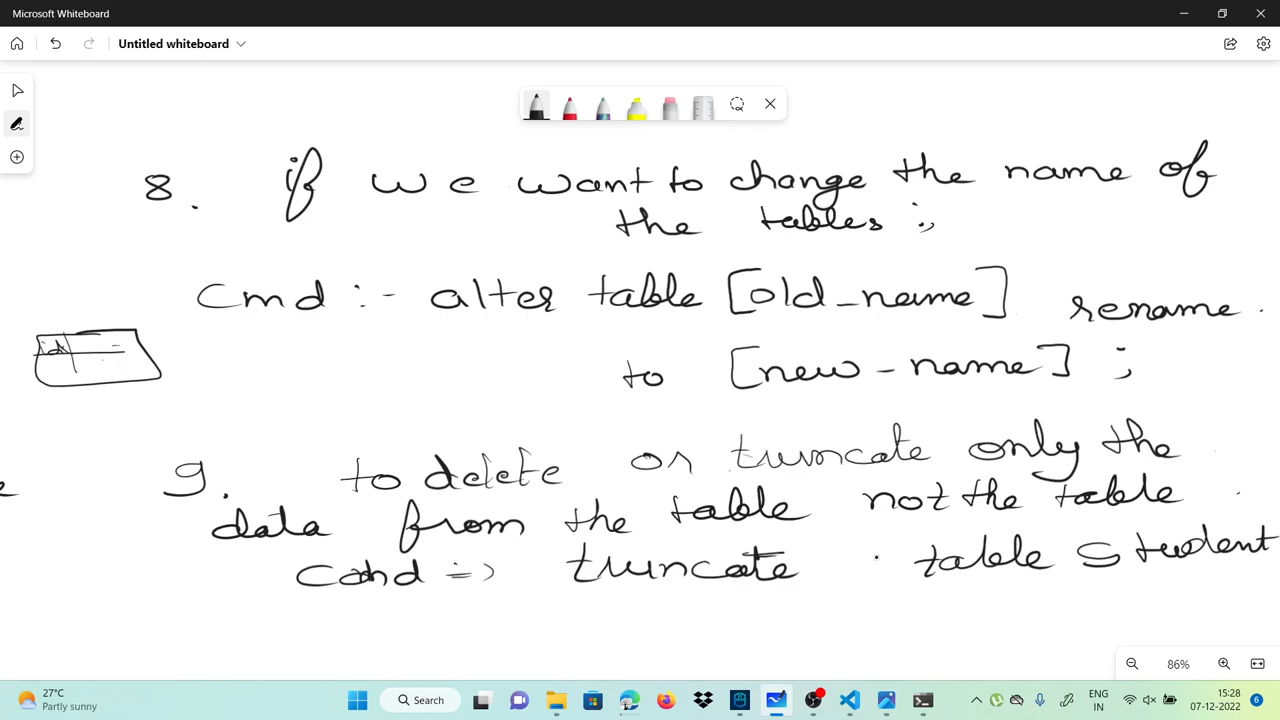 Microsoft Whiteboard
Untitled whiteboard
8. if we want to change the name of
the tables :,
cmd :- alter table [old_name] rename
to [new-name] ;
9. to delete or truncate only the
data from the table not the table
cmd => truncate table student
id
e
86%
27°C
Partly sunny
Search
ENG
IN
15:28
07-12-2022
6